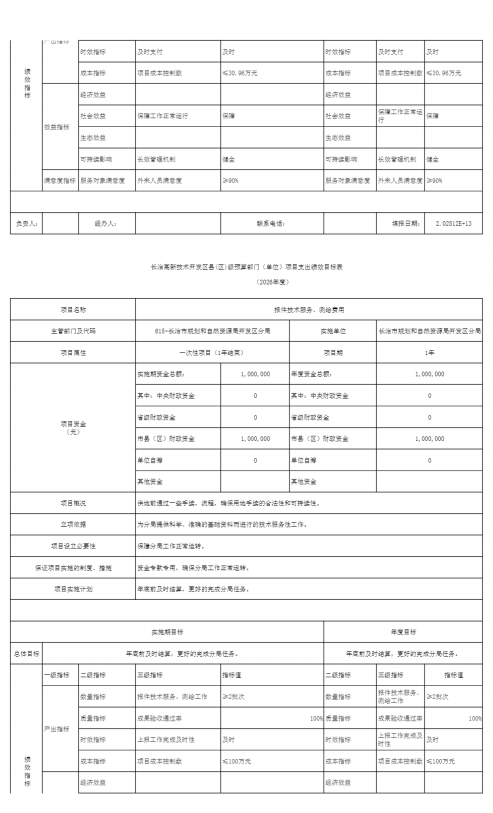 时效指标 及时支付 及时 时效指标 及时支付 及时
成本指标 项目成本控制数 ≤30.96万元 成本指标 项目成本控制数 ≤30.96万元
绩效指标
效益指标
经济效益 经济效益
社会效益 保障工作正常运行 保障 社会效益 保障工作正常运行 保障
生态效益 生态效益
可持续影响 长效管理机制 健全 可持续影响 长效管理机制 健全
满意度指标 服务对象满意度 外来人员满意度 ≥90% 服务对象满意度 外来人员满意度 ≥90%
负责人: 经办人: 联系电话: 填报日期: 2.02512E+13
长治高新技术开发区县(区)级预算部门（单位）项目支出绩效目标表
（2026年度）
项目名称 报件技术服务、测绘费用
主管部门及代码 615-长治市规划和自然资源局开发区分局 实施单位 长治市规划和自然资源局开发区分局
项目属性 一次性项目（1年结束） 项目期 1年
项目资金
（元）
实施期资金总额: 1,000,000 年度资金总额: 1,000,000
其中: 中央财政资金 0 其中: 中央财政资金 0
省级财政资金 0 省级财政资金 0
市县（区）财政资金 1,000,000 市县（区）财政资金 1,000,000
单位自筹 0 单位自筹 0
其他资金 其他资金
项目概况 供地前通过一些手续、流程，确保用地手续的合法性和可持续性。
立项依据 为分局提供科学、准确的基础资料而进行的技术服务性工作。
项目设立必要性 保障分局工作正常运转。
保证项目实施的制度、措施 资金专款专用，确保分局工作正常运转。
项目实施计划 年底前及时结算，更好的完成分局任务。
实施期目标 年度目标
总体目标 年底前及时结算，更好的完成分局任务。 年底前及时结算，更好的完成分局任务。
绩效指标
一级指标 二级指标 三级指标 指标值 二级指标 三级指标 指标值
产出指标
数量指标 报件技术服务、测绘工作 ≥2批次 数量指标 报件技术服务、测绘工作 ≥2批次
质量指标 成果验收通过率 100% 质量指标 成果验收通过率 100%
时效指标 上报工作完成及时性 及时 时效指标 上报工作完成及时性 及时
成本指标 项目成本控制数 ≤100万元 成本指标 项目成本控制数 ≤100万元
经济效益 经济效益